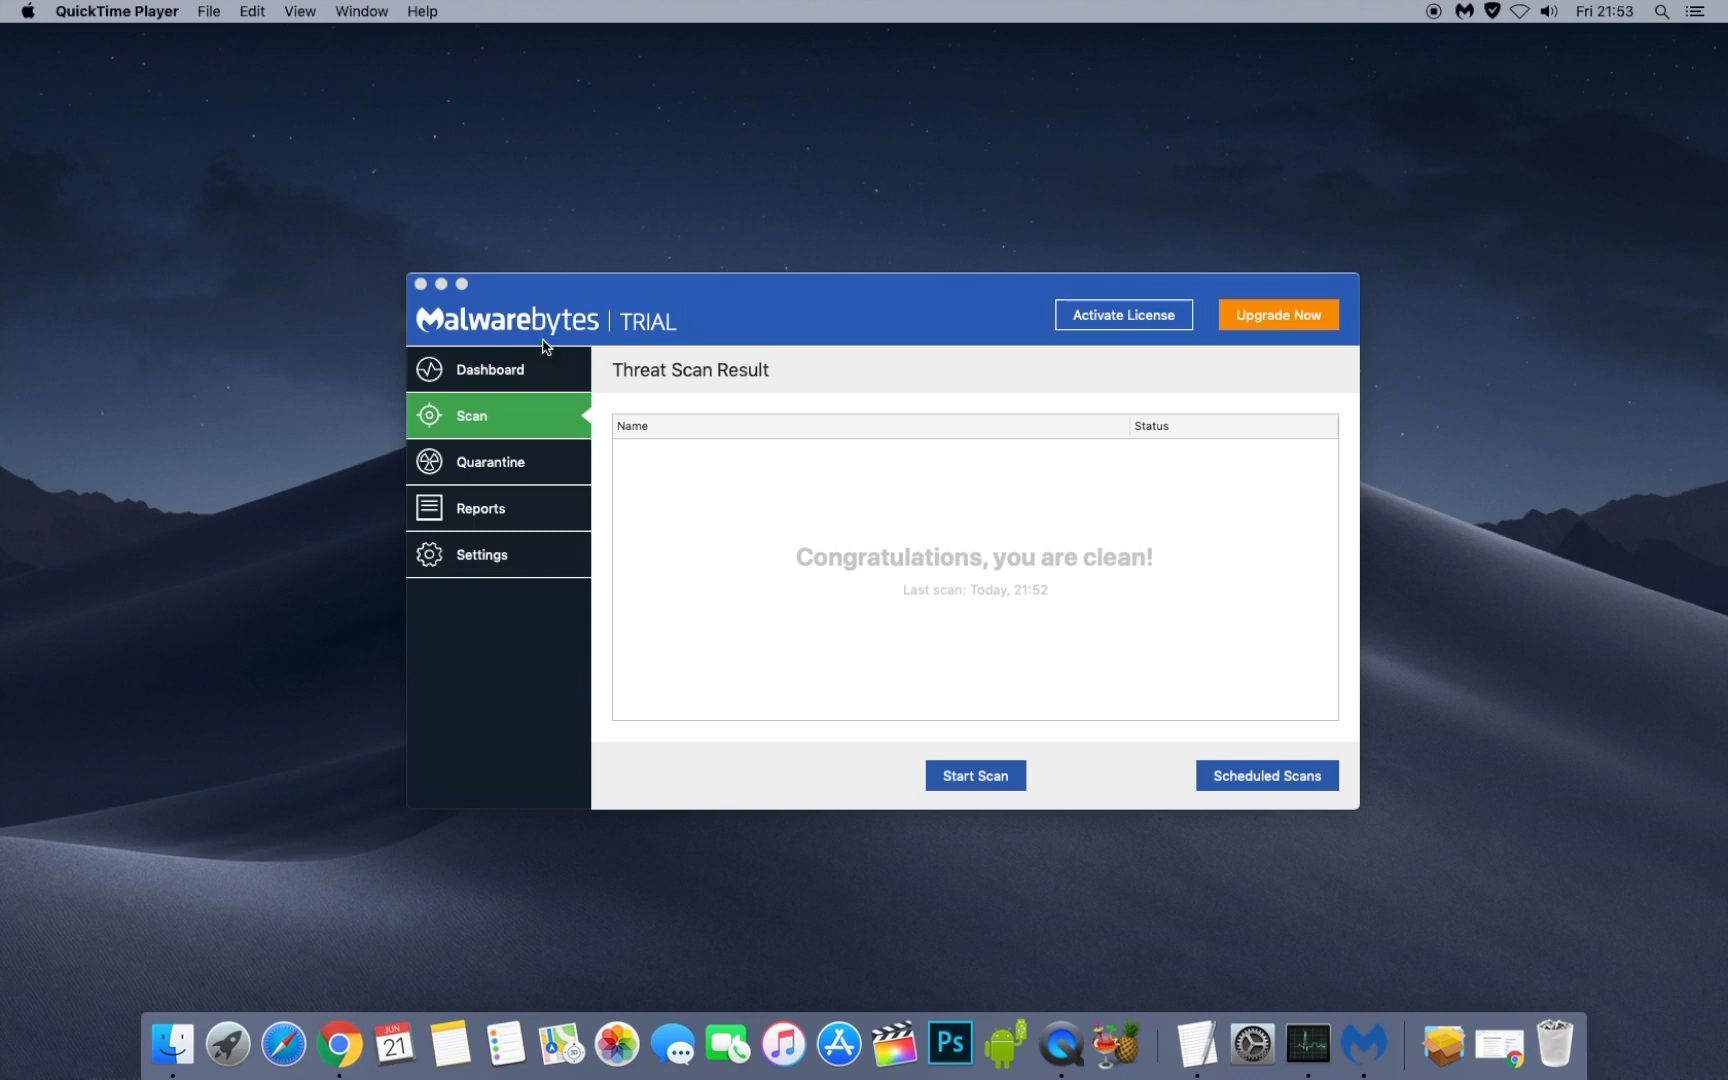 QuickTime Player File Edit View Window Help Fri 21:53
Malwarebytes | TRIAL Activate License Upgrade Now
Dashboard
Scan
Quarantine
Reports
Settings
Threat Scan Result
Name Status
Congratulations, you are clean!
Last scan: Today, 21:52
Start Scan Scheduled Scans
JUN
21
3D
Ps